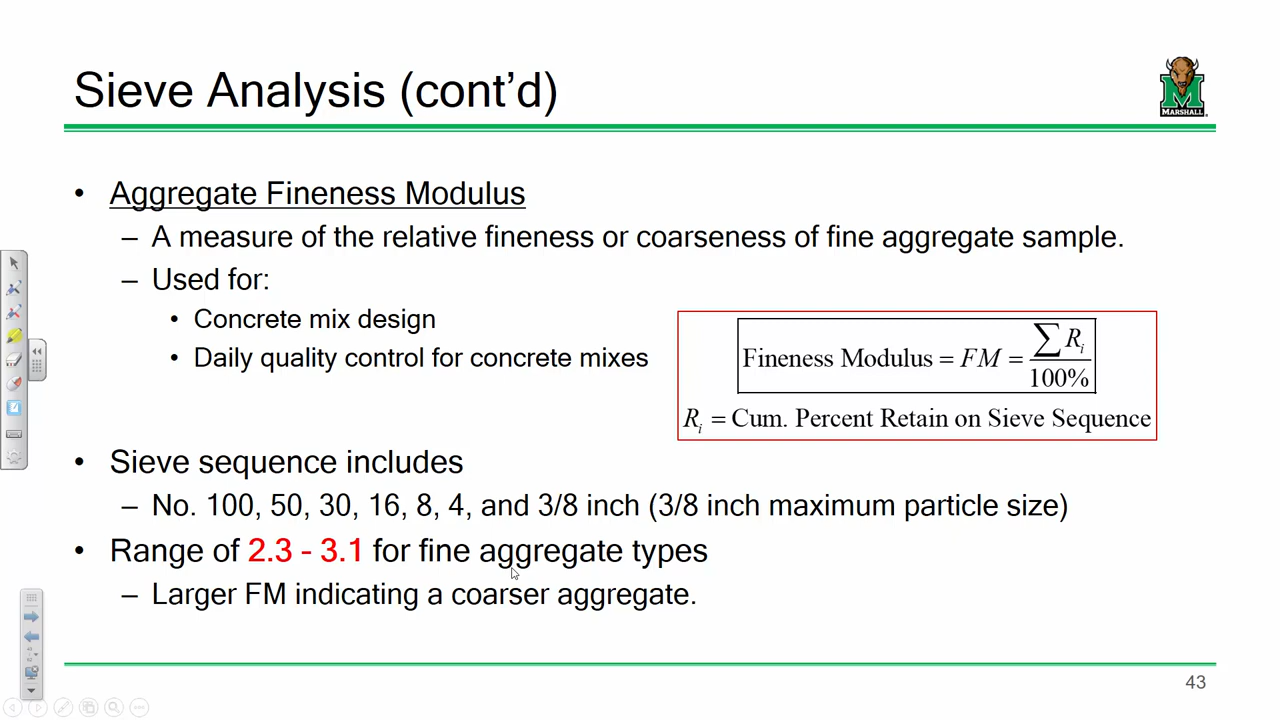 Sieve Analysis (cont’d)
MARSHALL
• Aggregate Fineness Modulus
– A measure of the relative fineness or coarseness of fine aggregate sample.
– Used for:
• Concrete mix design
• Daily quality control for concrete mixes
Fineness Modulus = FM = ∑ Rᵢ / 100%
Rᵢ = Cum. Percent Retain on Sieve Sequence
• Sieve sequence includes
– No. 100, 50, 30, 16, 8, 4, and 3/8 inch (3/8 inch maximum particle size)
• Range of 2.3 - 3.1 for fine aggregate types
– Larger FM indicating a coarser aggregate.
43